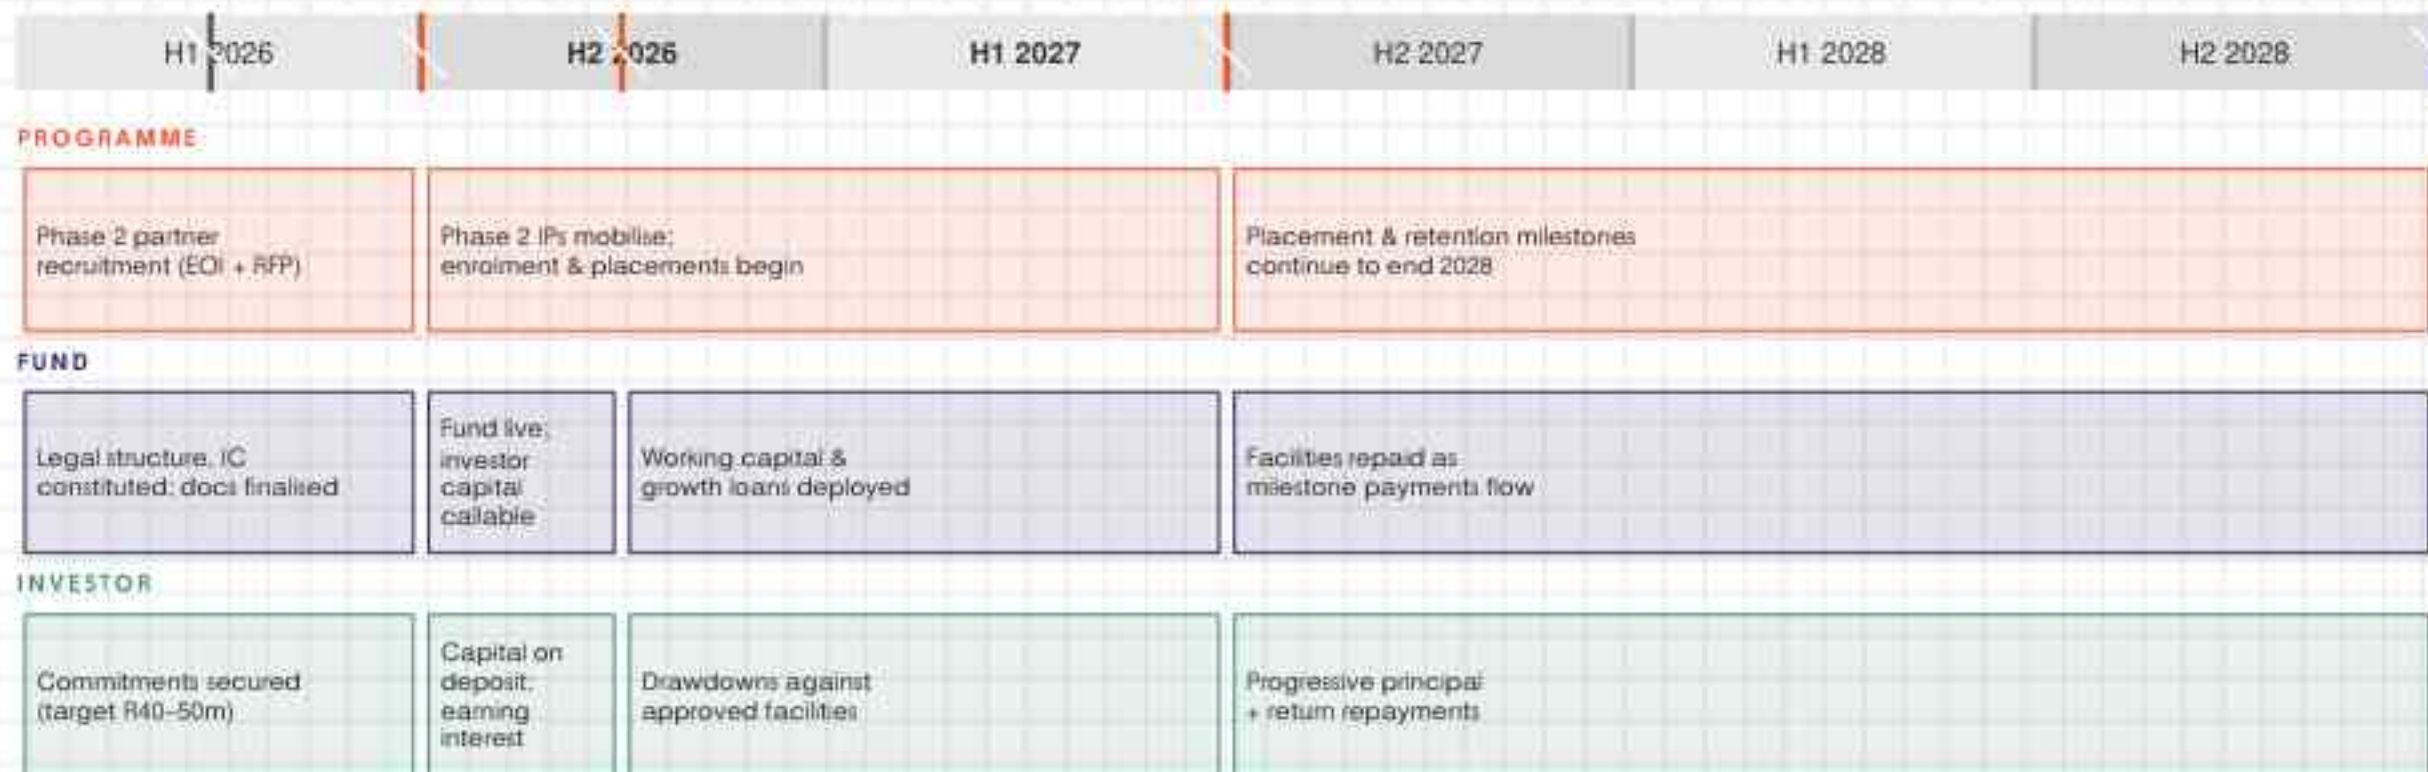 H1 2026
H2 2026
H1 2027
H2 2027
H1 2028
H2 2028
PROGRAMME
Phase 2 partner
recruitment (EOI + RFP)
Phase 2 IPs mobilise;
enrolment & placements begin
Placement & retention milestones
continue to end 2028
FUND
Legal structure, IC
constituted; docs finalised
Fund live;
investor
capital
callable
Working capital &
growth loans deployed
Facilities repaid as
milestone payments flow
INVESTOR
Commitments secured
(target R40–50m)
Capital on
deposit,
earning
interest
Drawdowns against
approved facilities
Progressive principal
+ return repayments